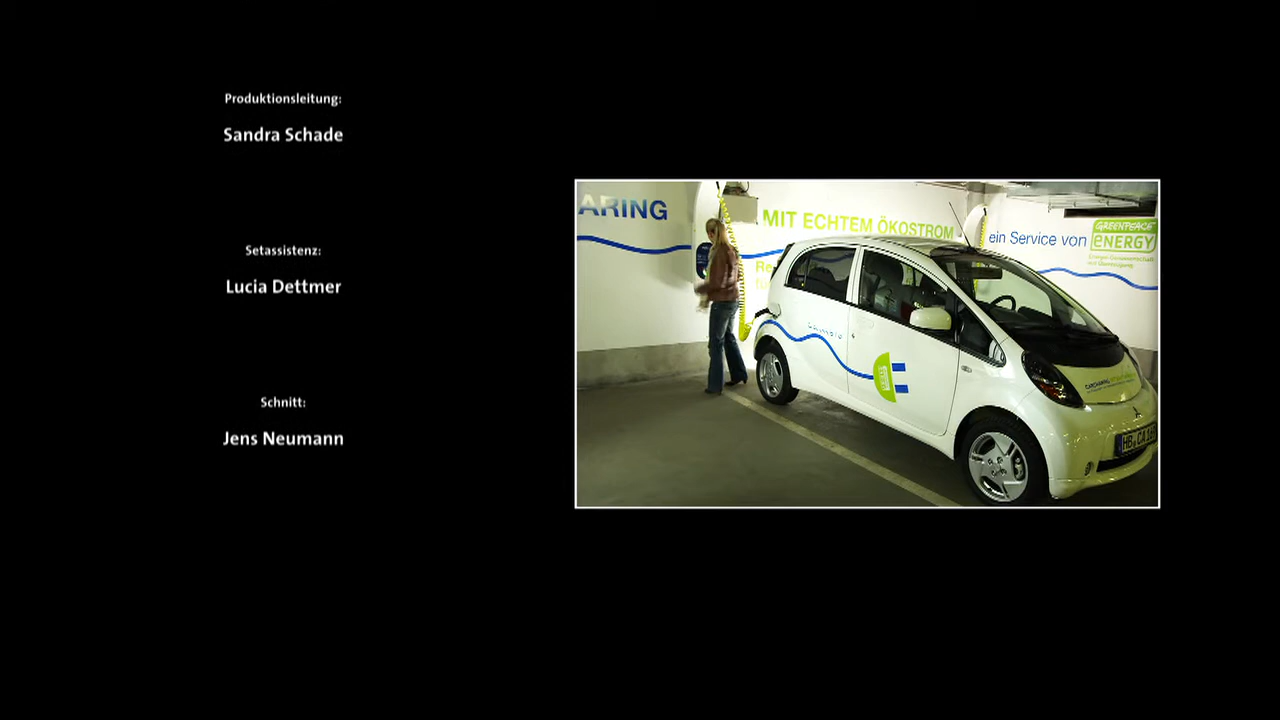 Produktionsleitung:
Sandra Schade
Setassistenz:
Lucia Dettmer
Schnitt:
Jens Neumann
ARING
MIT ECHTEM ÖKOSTROM
ein Service von
GREENPEACE
ENERGY